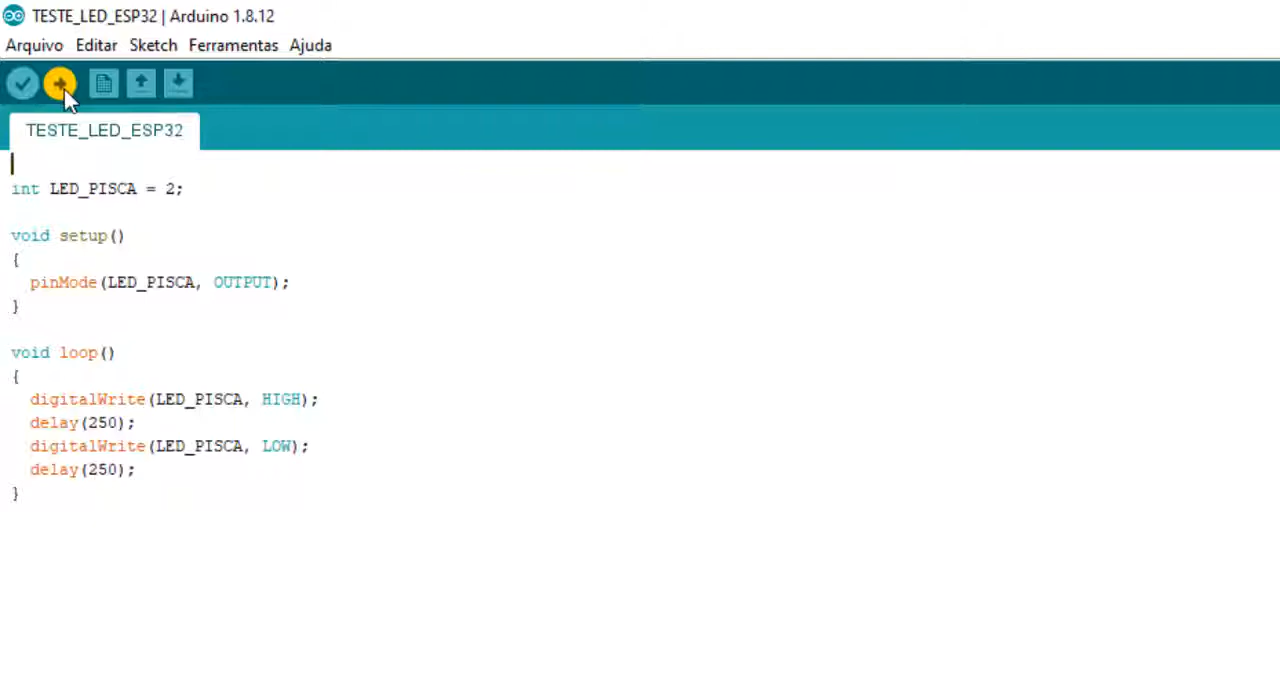 TESTE_LED_ESP32 | Arduino 1.8.12
Arquivo Editar Sketch Ferramentas Ajuda
TESTE_LED_ESP32
int LED_PISCA = 2;
void setup()
{
  pinMode(LED_PISCA, OUTPUT);
}
void loop()
{
  digitalWrite(LED_PISCA, HIGH);
  delay(250);
  digitalWrite(LED_PISCA, LOW);
  delay(250);
}